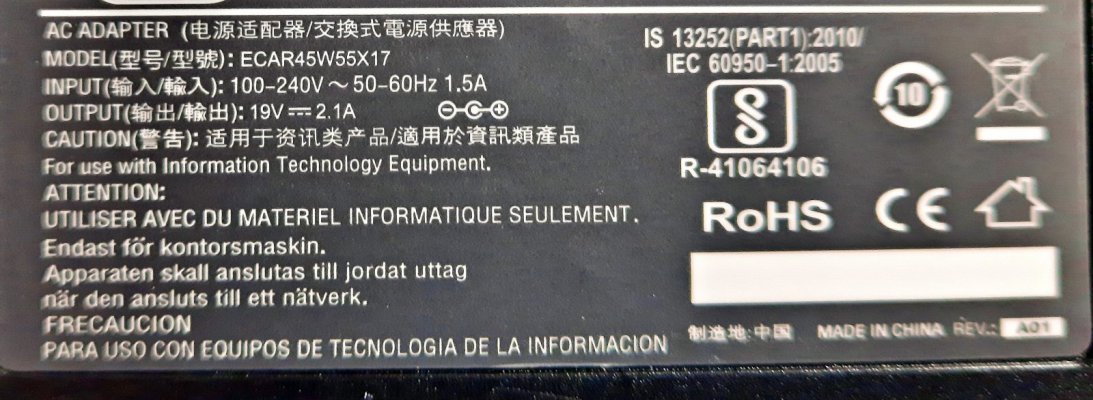 AC ADAPTER (电源适配器/交換式電源供應器)
MODEL(型号/型號): ECAR45W55X17
INPUT(输入/輸入): 100-240V～50-60Hz 1.5A
OUTPUT(输出/輸出): 19V⎓2.1A
CAUTION(警告): 适用于资讯类产品/適用於資訊類產品
For use with Information Technology Equipment.
ATTENTION:
UTILISER AVEC DU MATERIEL INFORMATIQUE SEULEMENT.
Endast för kontorsmaskin.
Apparaten skall anslutas till jordat uttag
när den ansluts till ett nätverk.
FRECAUCION
PARA USO CON EQUIPOS DE TECNOLOGIA DE LA INFORMACION
IS 13252(PART1):2010/
IEC 60950-1:2005
10
R-41064106
RoHS CE
制造地:中国 MADE IN CHINA REV.: A01